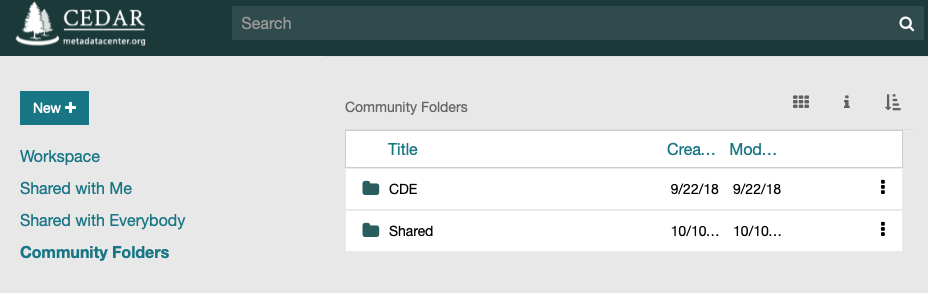 CEDAR
metadatacenter.org
Search
New +
Workspace
Shared with Me
Shared with Everybody
Community Folders
Community Folders
Title Crea... Mod...
CDE 9/22/18 9/22/18
Shared 10/10... 10/10...